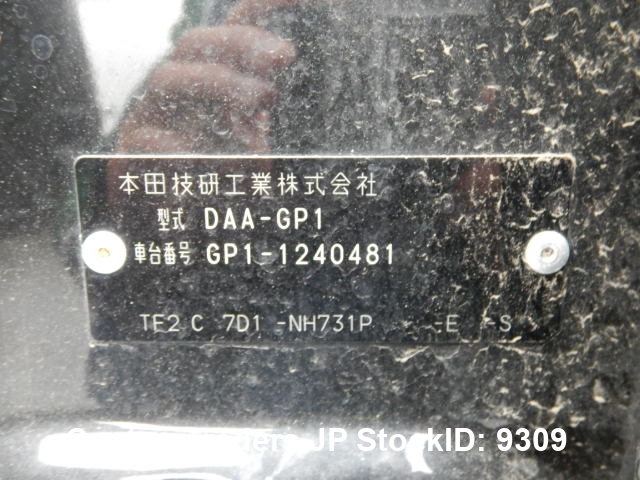 本田技研工業株式会社
型式 DAA-GP1
車台番号 GP1-1240481
TF2 C 7D1 -NH731P -E -S
JP StockID: 9309